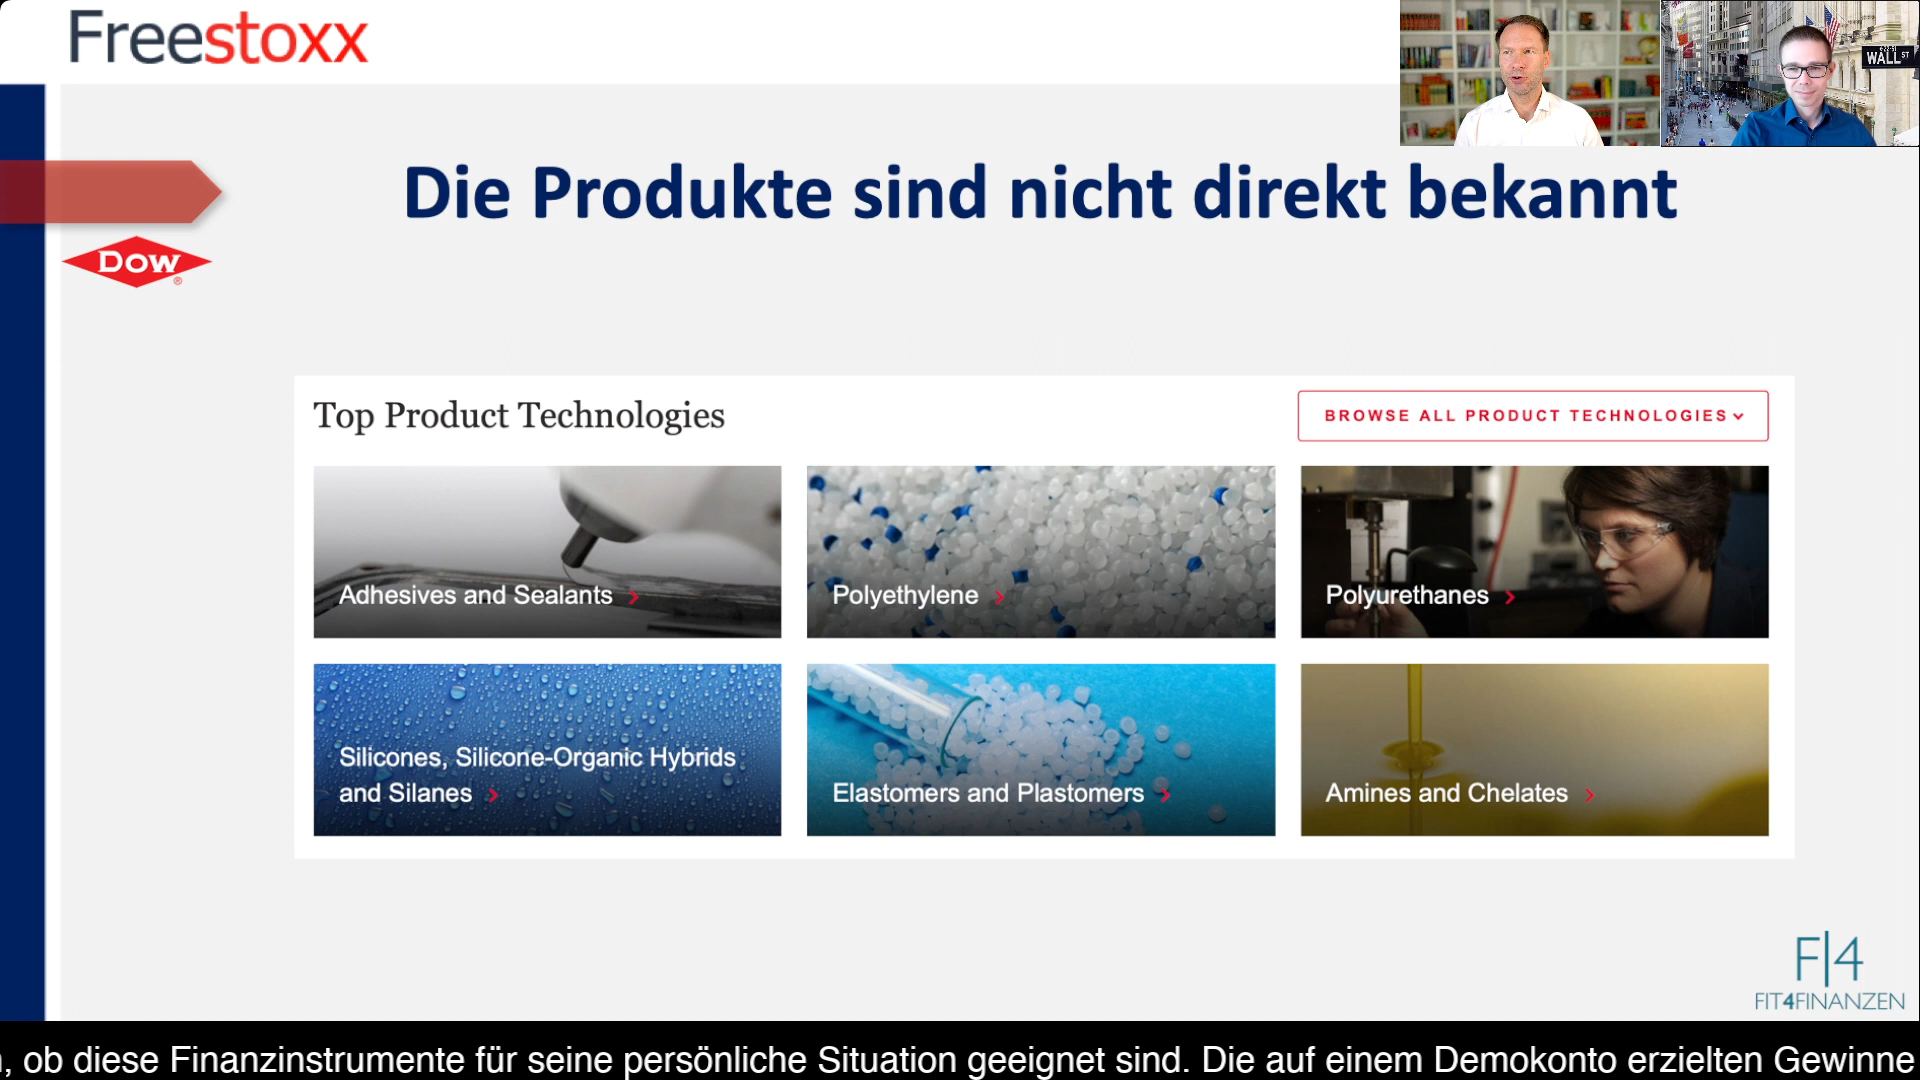 Freestoxx
WALL ST
Die Produkte sind nicht direkt bekannt
DOW
Top Product Technologies
BROWSE ALL PRODUCT TECHNOLOGIES
Adhesives and Sealants
Polyethylene
Polyurethanes
Silicones, Silicone-Organic Hybrids
and Silanes
Elastomers and Plastomers
Amines and Chelates
F|4
FIT4FINANZEN
, ob diese Finanzinstrumente für seine persönliche Situation geeignet sind. Die auf einem Demokonto erzielten Gewinne